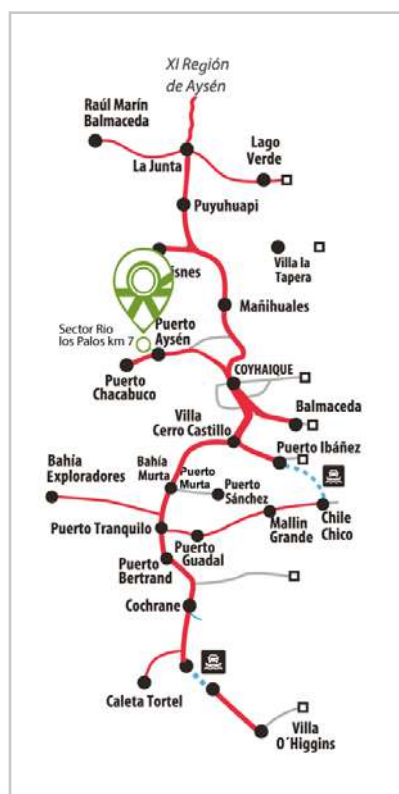 XI Región
de Aysén
Raúl Marín
Balmaceda
La Junta
Lago
Verde
Puyuhuapi
isnes
Villa la
Tapera
Mañihuales
Sector Rio
los Palos km 7
Puerto
Aysén
Puerto
Chacabuco
COYHAIQUE
Balmaceda
Villa
Cerro Castillo
Puerto Ibáñez
Bahía
Exploradores
Bahía
Murta
Puerto
Murta
Puerto
Sánchez
Mallin
Grande
Chile
Chico
Puerto Tranquilo
Puerto
Guadal
Puerto
Bertrand
Cochrane
Caleta Tortel
Villa
O´Higgins